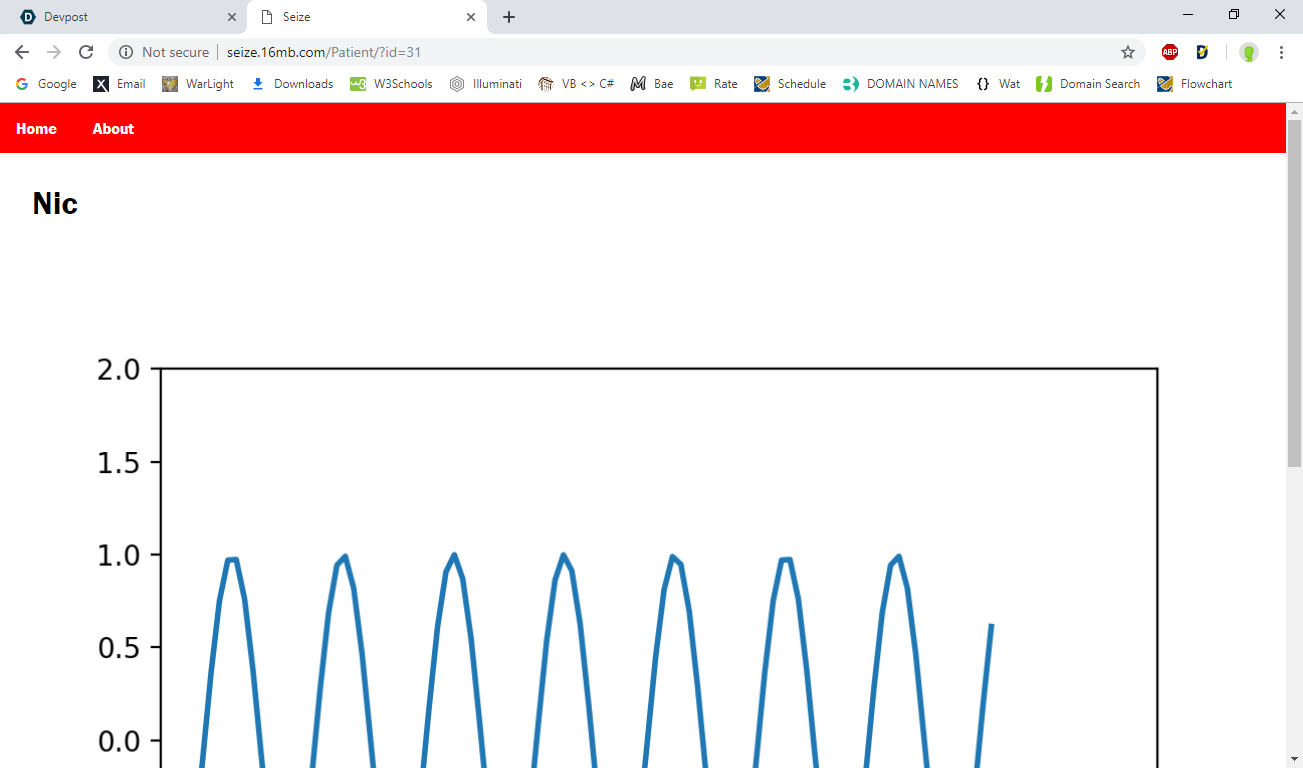 Devpost
Seize
Not secure
seize.16mb.com/Patient/?id=31
ABP
Google
Email
WarLight
Downloads
W3Schools
Illuminati
VB <> C#
Bae
Rate
Schedule
DOMAIN NAMES
{} Wat
Domain Search
Flowchart
Home
About
Nic
2.0
1.5
1.0
0.5
0.0